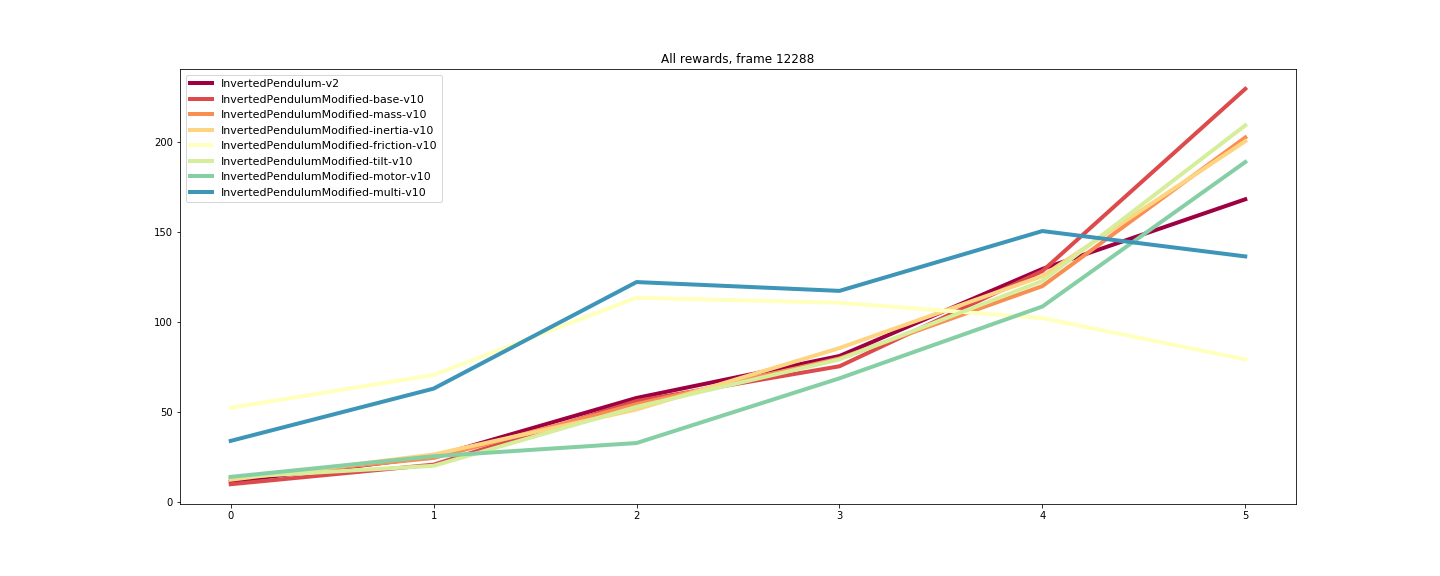 All rewards, frame 12288
InvertedPendulum-v2
InvertedPendulumModified-base-v10
InvertedPendulumModified-mass-v10
InvertedPendulumModified-inertia-v10
InvertedPendulumModified-friction-v10
InvertedPendulumModified-tilt-v10
InvertedPendulumModified-motor-v10
InvertedPendulumModified-multi-v10
200
150
100
50
0
0 1 2 3 4 5